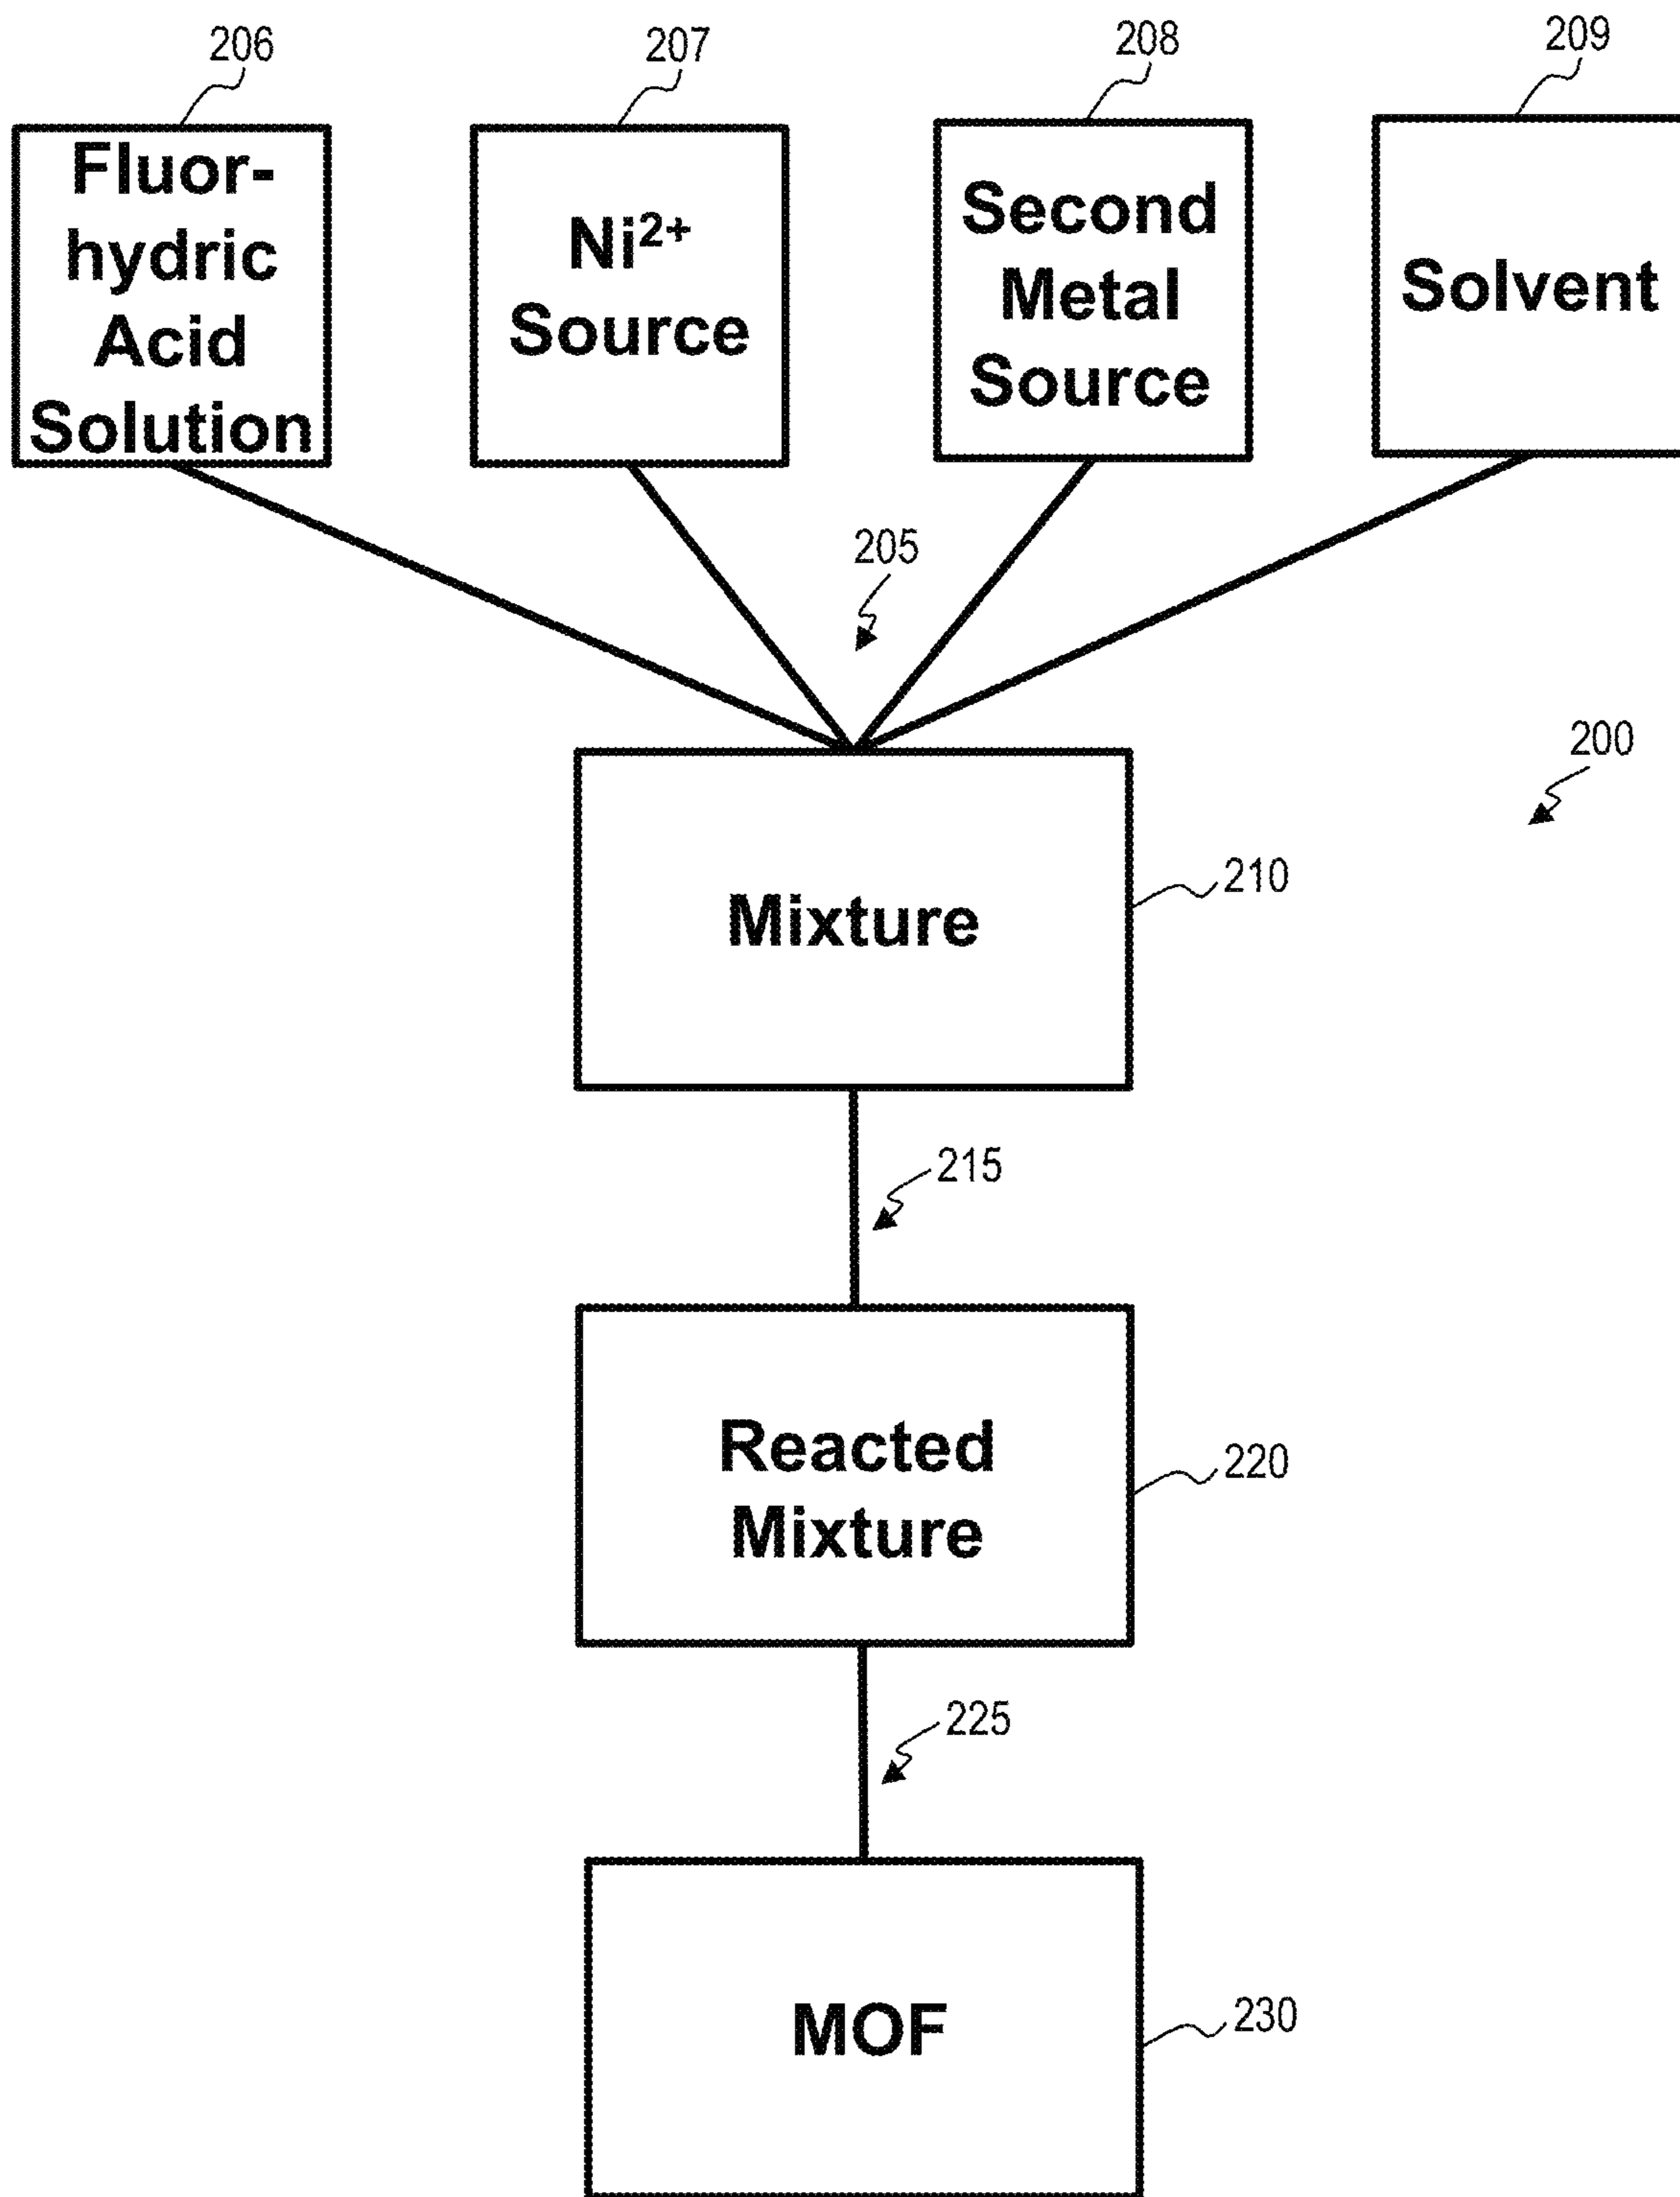 206
207
208
209
Fluor-
hydric
Acid
Solution
Ni²⁺
Source
Second
Metal
Source
Solvent
205
200
Mixture
210
215
Reacted
Mixture
220
225
MOF
230